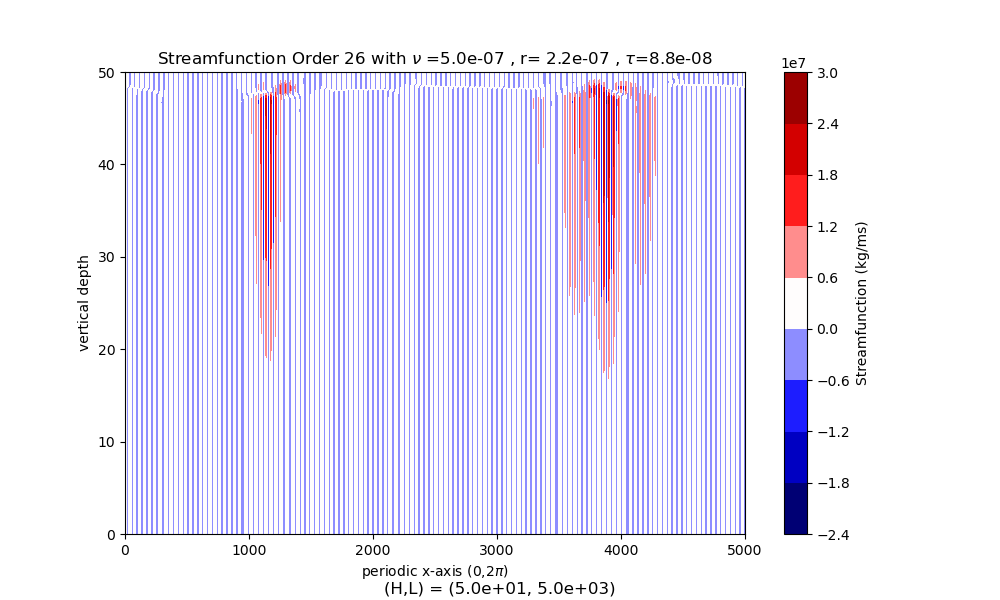 Streamfunction Order 26 with ν =5.0e-07 , r= 2.2e-07 , τ=8.8e-08
1e7
50
40
30
20
10
0
vertical depth
0 1000 2000 3000 4000 5000
periodic x-axis (0,2π)
(H,L) = (5.0e+01, 5.0e+03)
3.0
2.4
1.8
1.2
0.6
0.0
−0.6
−1.2
−1.8
−2.4
Streamfunction (kg/ms)